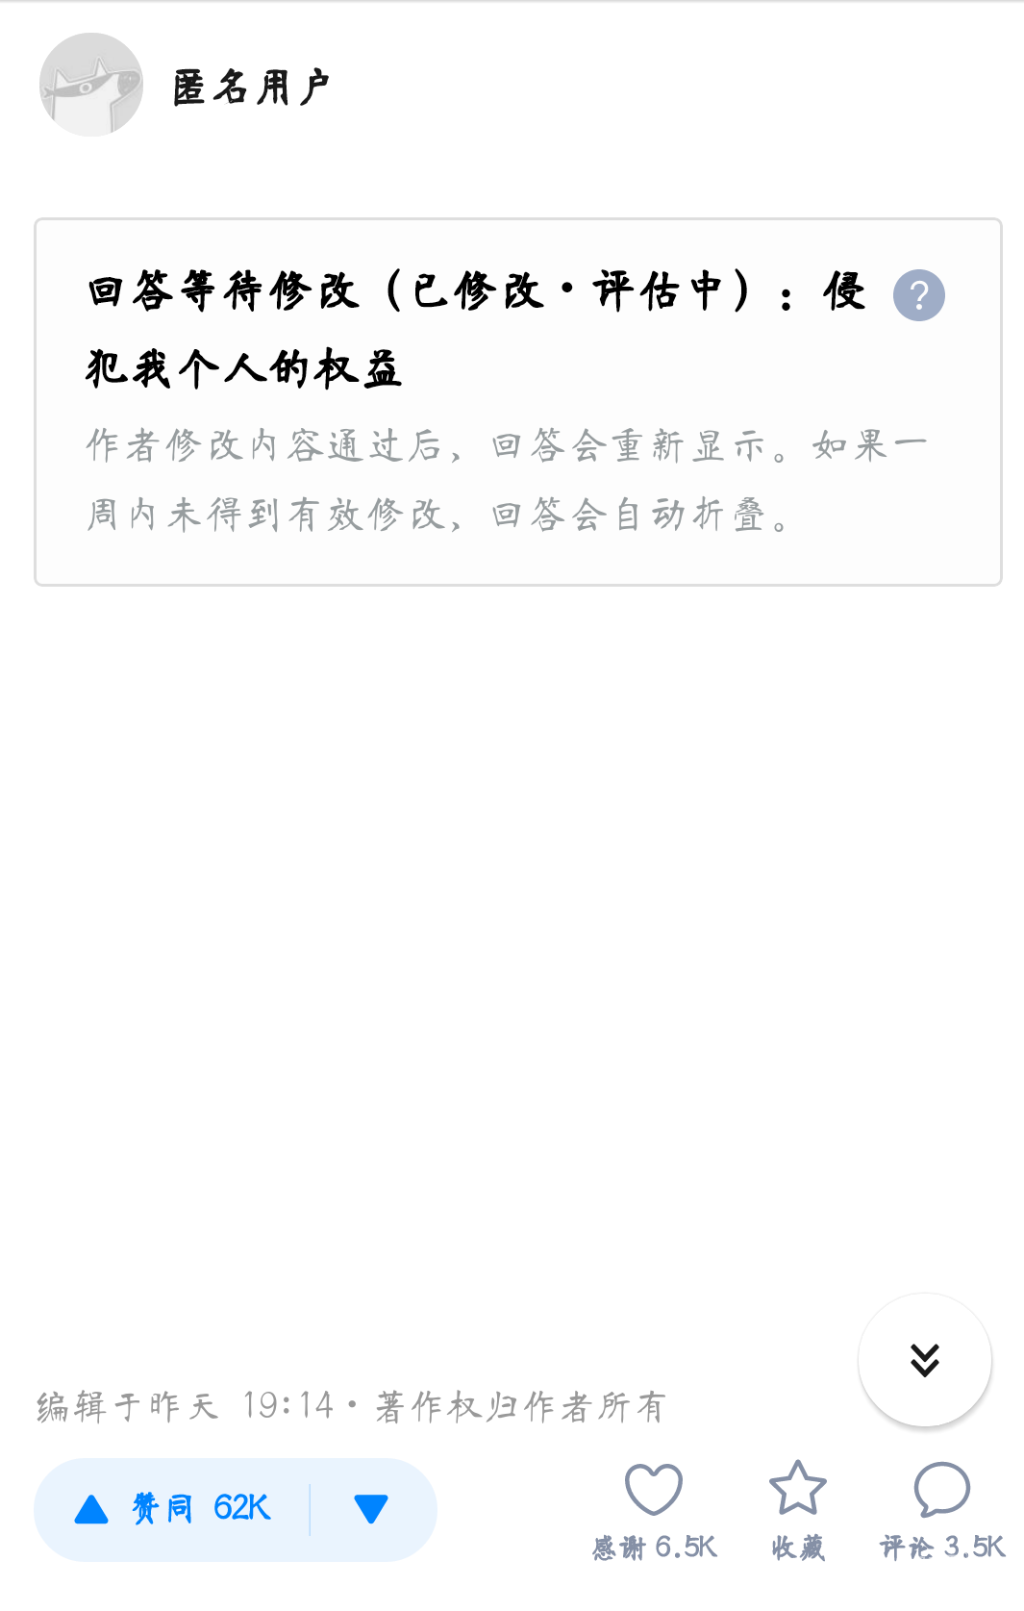 匿名用户
回答等待修改（已修改·评估中）：侵
犯我个人的权益
?
作者修改内容通过后，回答会重新显示。如果一
周内未得到有效修改，回答会自动折叠。
编辑于昨天 19:14·著作权归作者所有
赞同 62K
感谢 6.5K
收藏
评论 3.5K